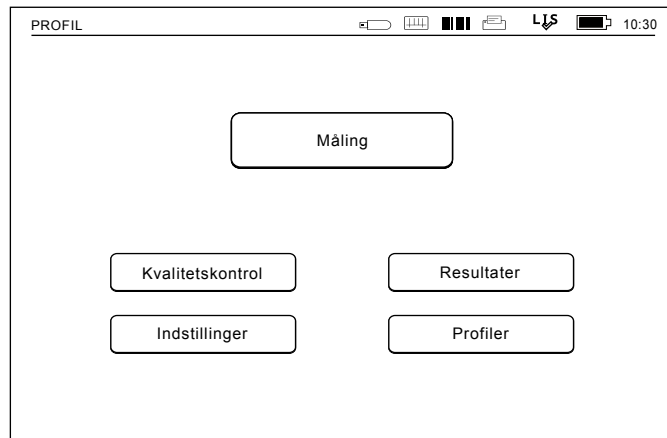 PROFIL LIS 10:30
Måling
Kvalitetskontrol Resultater
Indstillinger Profiler